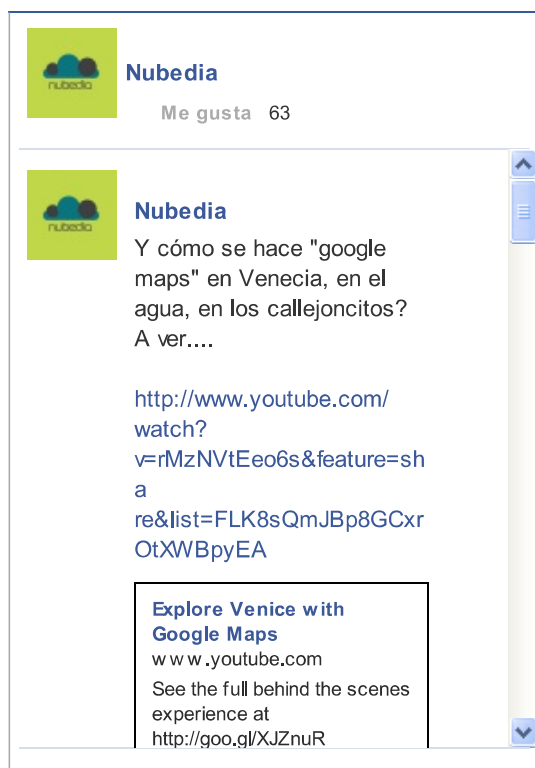 nubedia
Nubedia
Me gusta 63
nubedia
Nubedia
Y cómo se hace "google
maps" en Venecia, en el
agua, en los callejoncitos?
A ver....
http://www.youtube.com/
watch?
v=rMzNVtEeo6s&feature=sh
a
re&list=FLK8sQmJBp8GCxr
OtXWBpyEA
Explore Venice with
Google Maps
www.youtube.com
See the full behind the scenes
experience at
http://goo.gl/XJZnuR